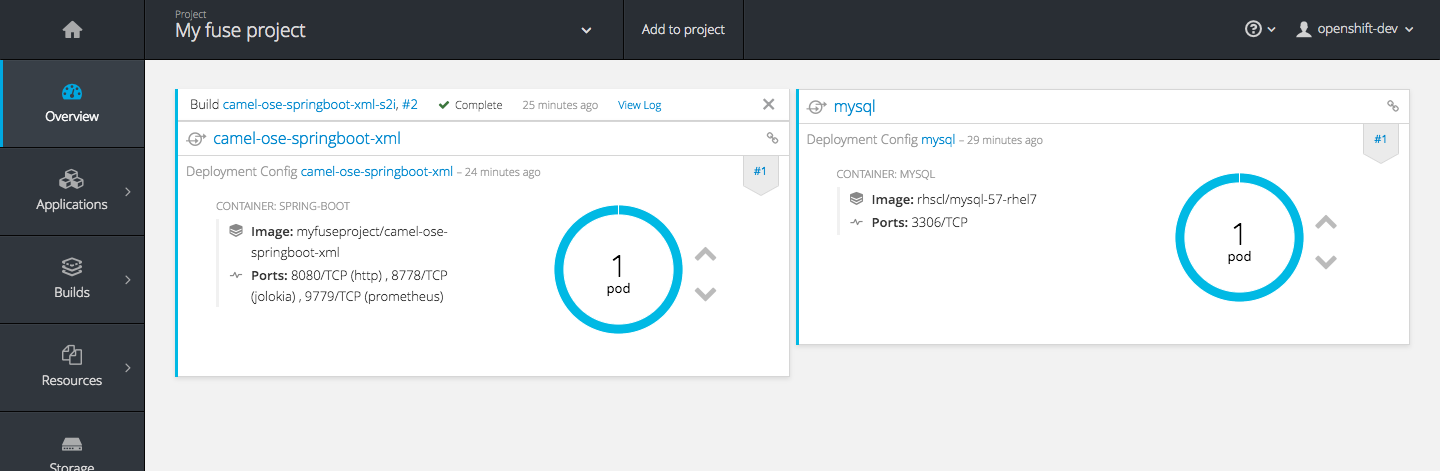 Project
My fuse project
Add to project
openshift-dev
Overview
Applications
Builds
Resources
Storage
Build camel-ose-springboot-xml-s2i, #2 Complete 25 minutes ago View Log
camel-ose-springboot-xml
Deployment Config camel-ose-springboot-xml – 24 minutes ago
#1
CONTAINER: SPRING-BOOT
Image: myfuseproject/camel-ose-
springboot-xml
Ports: 8080/TCP (http) , 8778/TCP
(jolokia) , 9779/TCP (prometheus)
1
pod
mysql
Deployment Config mysql – 29 minutes ago
#1
CONTAINER: MYSQL
Image: rhscl/mysql-57-rhel7
Ports: 3306/TCP
1
pod